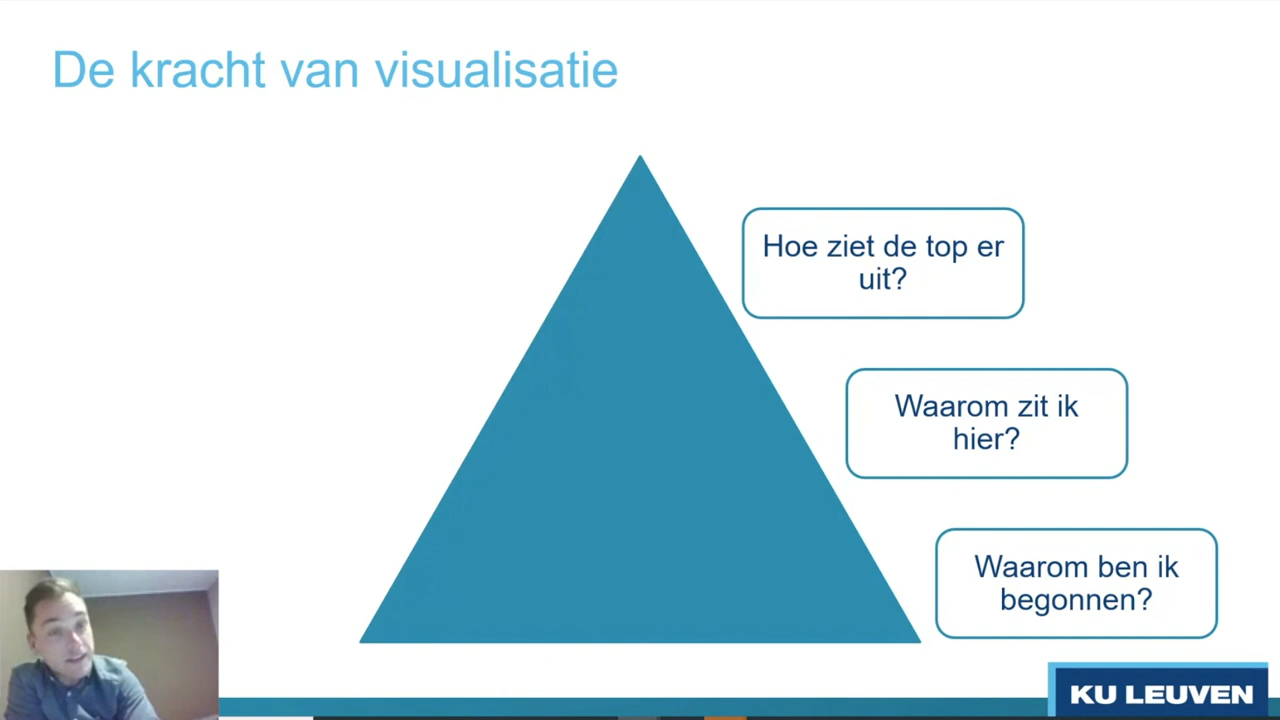 De kracht van visualisatie
Hoe ziet de top er
uit?
Waarom zit ik
hier?
Waarom ben ik
begonnen?
KU LEUVEN